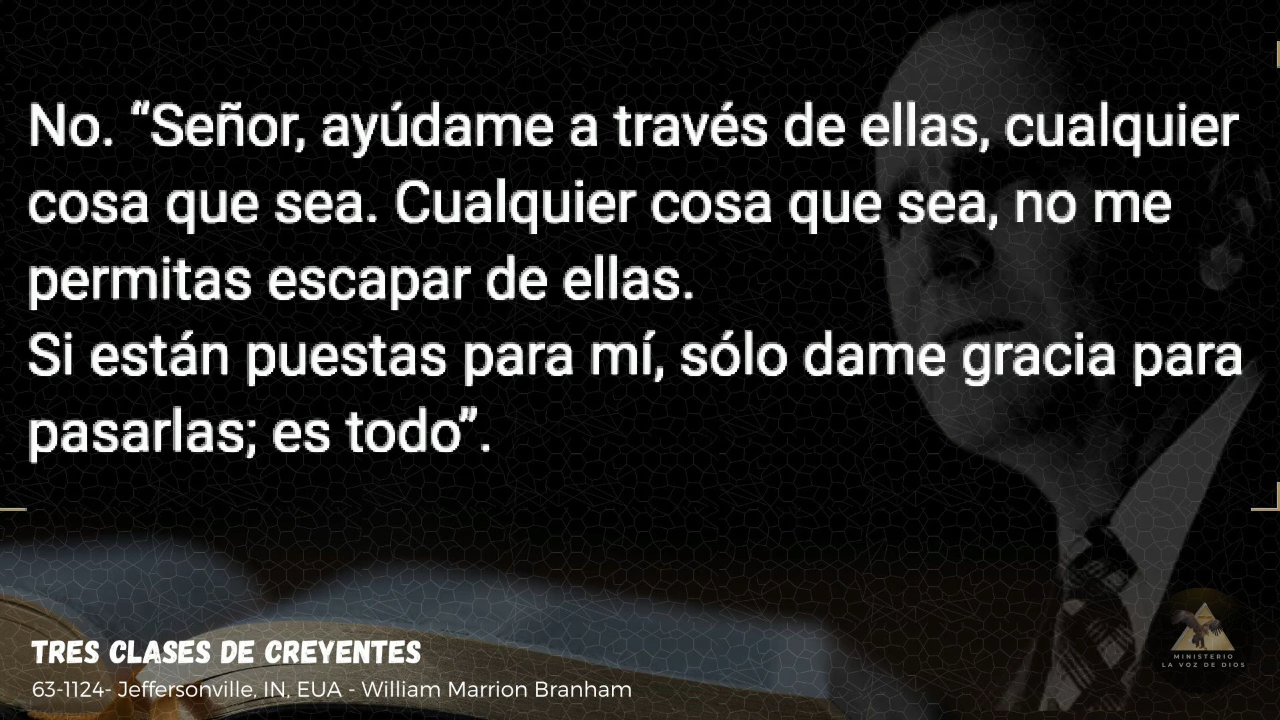 No. “Señor, ayúdame a través de ellas, cualquier
cosa que sea. Cualquier cosa que sea, no me
permitas escapar de ellas.
Si están puestas para mí, sólo dame gracia para
pasarlas; es todo”.
TRES CLASES DE CREYENTES
63-1124- Jeffersonville, IN, EUA - William Marrion Branham
MINISTERIO
LA VOZ DE DIOS